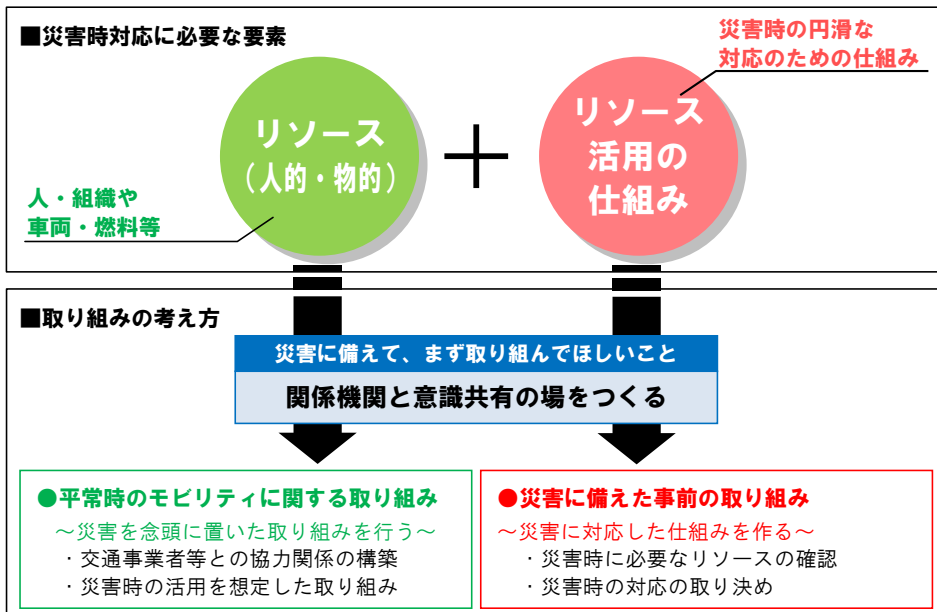 ■災害時対応に必要な要素
災害時の円滑な
対応のための仕組み
リソース
(人的・物的)
＋
リソース
活用の
仕組み
人・組織や
車両・燃料等
■取り組みの考え方
災害に備えて、まず取り組んでほしいこと
関係機関と意識共有の場をつくる
●平常時のモビリティに関する取り組み
～災害を念頭に置いた取り組みを行う～
・交通事業者等との協力関係の構築
・災害時の活用を想定した取り組み
●災害に備えた事前の取り組み
～災害に対応した仕組みを作る～
・災害時に必要なリソースの確認
・災害時の対応の取り決め